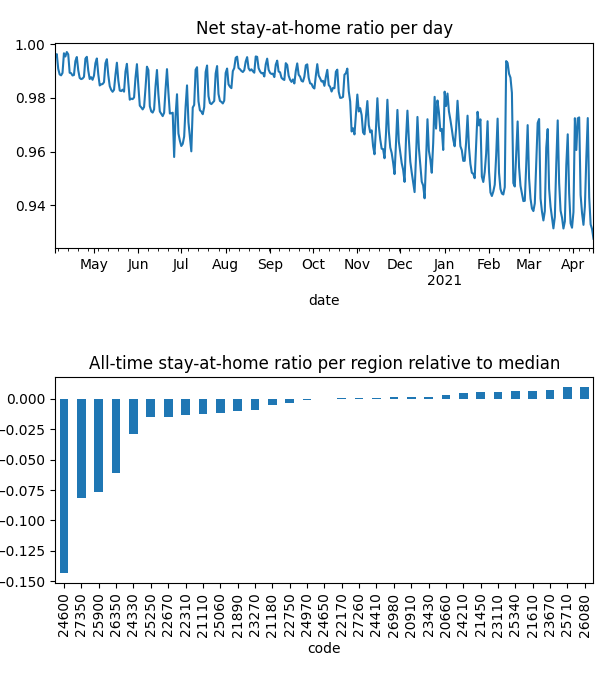 Net stay-at-home ratio per day
1.00
0.98
0.96
0.94
May Jun Jul Aug Sep Oct Nov Dec Jan Feb Mar Apr
2021
date
All-time stay-at-home ratio per region relative to median
0.000
−0.025
−0.050
−0.075
−0.100
−0.125
−0.150
24600 27350 25900 26350 24330 25250 22670 22310 21110 25060 21890 23270 21180 22750 24970 24650 22170 27260 24410 26980 20910 23430 20660 24210 21450 23110 25340 21610 23670 25710 26080
code